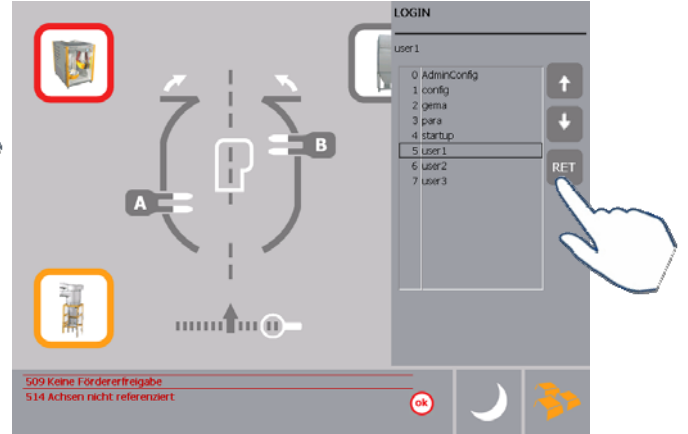 LOGIN
user1
0 AdminConfig
1 config
2 gema
3 para
4 startup
5 user1
6 user2
7 user3
RET
B
A
509 Keine Fördererfreigabe
514 Achsen nicht referenziert
ok